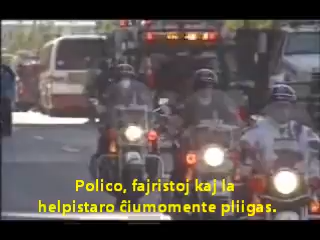 Polico, fajristoj kaj la
helpistaro ĉiumomente pliigas.